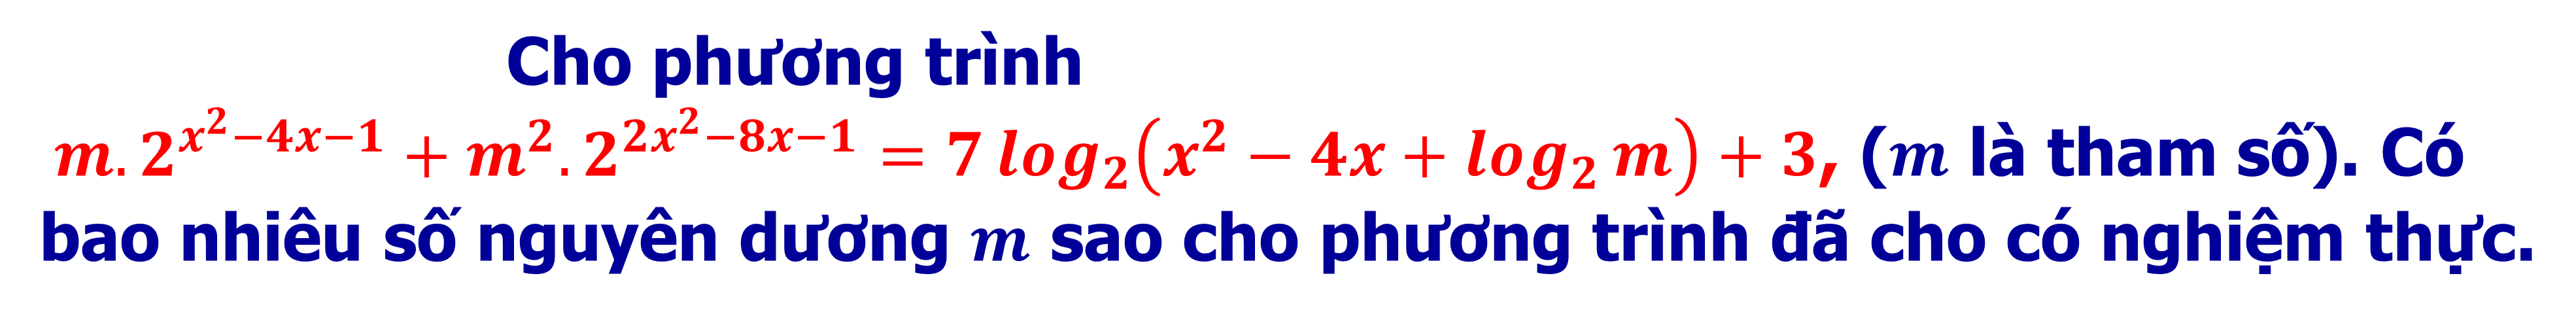 Cho phương trình
m. 2^{x^2-4x-1} + m^2. 2^{2x^2-8x-1} = 7 log_2(x^2 − 4x + log_2 m) + 3, (m là tham số). Có
bao nhiêu số nguyên dương m sao cho phương trình đã cho có nghiệm thực.